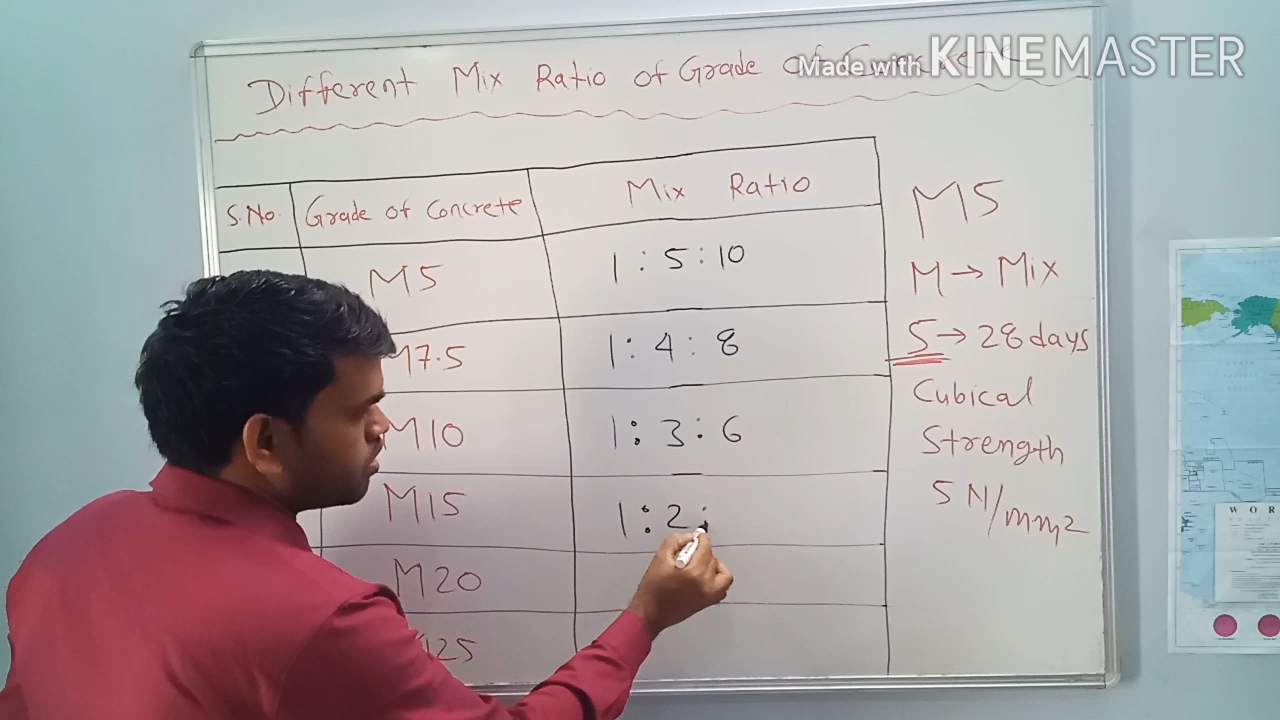 Different Mix Ratio of Grade of
Made with KINEMASTER
S.No. Grade of Concrete Mix Ratio
M5 1 : 5 : 10
M7.5 1 : 4 : 8
M10 1 : 3 : 6
M15 1 : 2 :
M20
25
M5
M → Mix
5 → 28 days
Cubical
Strength
5 N/mm2
W O R